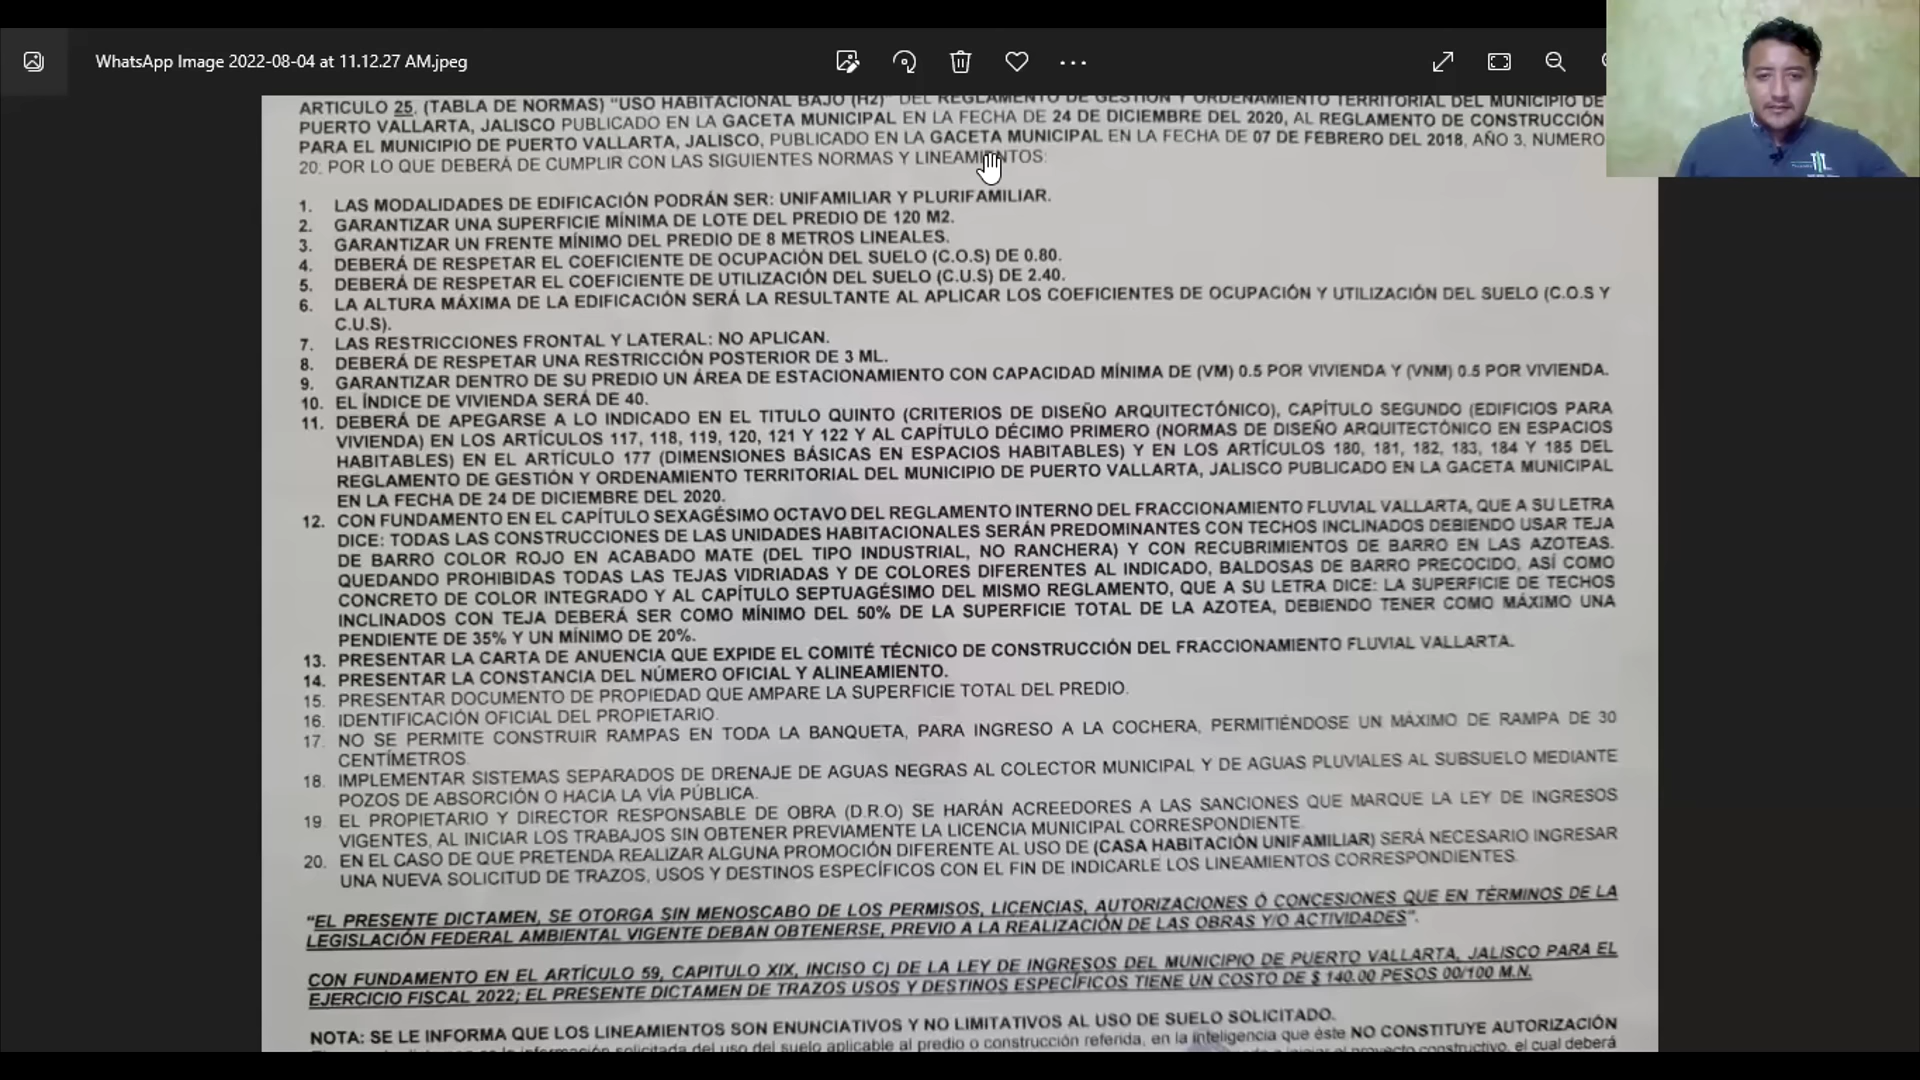 WhatsApp Image 2022-08-04 at 11.12.27 AM.jpeg
ARTICULO 25. (TABLA DE NORMAS) "USO HABITACIONAL BAJO (H2)" DEL REGLAMENTO DE GESTIÓN Y ORDENAMIENTO TERRITORIAL DEL MUNICIPIO DE
PUERTO VALLARTA, JALISCO PUBLICADO EN LA GACETA MUNICIPAL EN LA FECHA DE 24 DE DICIEMBRE DEL 2020, AL REGLAMENTO DE CONSTRUCCIÓN
PARA EL MUNICIPIO DE PUERTO VALLARTA, JALISCO, PUBLICADO EN LA GACETA MUNICIPAL EN LA FECHA DE 07 DE FEBRERO DEL 2018, AÑO 3, NUMERO
20. POR LO QUE DEBERÁ DE CUMPLIR CON LAS SIGUIENTES NORMAS Y LINEAMIENTOS:
1. LAS MODALIDADES DE EDIFICACIÓN PODRÁN SER: UNIFAMILIAR Y PLURIFAMILIAR.
2. GARANTIZAR UNA SUPERFICIE MÍNIMA DE LOTE DEL PREDIO DE 120 M2.
3. GARANTIZAR UN FRENTE MÍNIMO DEL PREDIO DE 8 METROS LINEALES.
4. DEBERÁ DE RESPETAR EL COEFICIENTE DE OCUPACIÓN DEL SUELO (C.O.S) DE 0.80.
5. DEBERÁ DE RESPETAR EL COEFICIENTE DE UTILIZACIÓN DEL SUELO (C.U.S) DE 2.40.
6. LA ALTURA MÁXIMA DE LA EDIFICACIÓN SERÁ LA RESULTANTE AL APLICAR LOS COEFICIENTES DE OCUPACIÓN Y UTILIZACIÓN DEL SUELO (C.O.S Y
C.U.S).
7. LAS RESTRICCIONES FRONTAL Y LATERAL: NO APLICAN.
8. DEBERÁ DE RESPETAR UNA RESTRICCIÓN POSTERIOR DE 3 ML.
9. GARANTIZAR DENTRO DE SU PREDIO UN ÁREA DE ESTACIONAMIENTO CON CAPACIDAD MÍNIMA DE (VM) 0.5 POR VIVIENDA Y (VNM) 0.5 POR VIVIENDA.
10. EL ÍNDICE DE VIVIENDA SERÁ DE 40.
11. DEBERÁ DE APEGARSE A LO INDICADO EN EL TITULO QUINTO (CRITERIOS DE DISEÑO ARQUITECTÓNICO), CAPÍTULO SEGUNDO (EDIFICIOS PARA
VIVIENDA) EN LOS ARTÍCULOS 117, 118, 119, 120, 121 Y 122 Y AL CAPÍTULO DÉCIMO PRIMERO (NORMAS DE DISEÑO ARQUITECTÓNICO EN ESPACIOS
HABITABLES) EN EL ARTÍCULO 177 (DIMENSIONES BÁSICAS EN ESPACIOS HABITABLES) Y EN LOS ARTÍCULOS 180, 181, 182, 183, 184 Y 185 DEL
REGLAMENTO DE GESTIÓN Y ORDENAMIENTO TERRITORIAL DEL MUNICIPIO DE PUERTO VALLARTA, JALISCO PUBLICADO EN LA GACETA MUNICIPAL
EN LA FECHA DE 24 DE DICIEMBRE DEL 2020.
12. CON FUNDAMENTO EN EL CAPÍTULO SEXAGÉSIMO OCTAVO DEL REGLAMENTO INTERNO DEL FRACCIONAMIENTO FLUVIAL VALLARTA, QUE A SU LETRA
DICE: TODAS LAS CONSTRUCCIONES DE LAS UNIDADES HABITACIONALES SERÁN PREDOMINANTES CON TECHOS INCLINADOS DEBIENDO USAR TEJA
DE BARRO COLOR ROJO EN ACABADO MATE (DEL TIPO INDUSTRIAL, NO RANCHERA) Y CON RECUBRIMIENTOS DE BARRO EN LAS AZOTEAS.
QUEDANDO PROHIBIDAS TODAS LAS TEJAS VIDRIADAS Y DE COLORES DIFERENTES AL INDICADO, BALDOSAS DE BARRO PRECOCIDO, ASÍ COMO
CONCRETO DE COLOR INTEGRADO Y AL CAPÍTULO SEPTUAGÉSIMO DEL MISMO REGLAMENTO, QUE A SU LETRA DICE: LA SUPERFICIE DE TECHOS
INCLINADOS CON TEJA DEBERÁ SER COMO MÍNIMO DEL 50% DE LA SUPERFICIE TOTAL DE LA AZOTEA, DEBIENDO TENER COMO MÁXIMO UNA
PENDIENTE DE 35% Y UN MÍNIMO DE 20%.
13. PRESENTAR LA CARTA DE ANUENCIA QUE EXPIDE EL COMITÉ TÉCNICO DE CONSTRUCCIÓN DEL FRACCIONAMIENTO FLUVIAL VALLARTA.
14. PRESENTAR LA CONSTANCIA DEL NÚMERO OFICIAL Y ALINEAMIENTO.
15. PRESENTAR DOCUMENTO DE PROPIEDAD QUE AMPARE LA SUPERFICIE TOTAL DEL PREDIO.
16. IDENTIFICACIÓN OFICIAL DEL PROPIETARIO.
17. NO SE PERMITE CONSTRUIR RAMPAS EN TODA LA BANQUETA, PARA INGRESO A LA COCHERA, PERMITIÉNDOSE UN MÁXIMO DE RAMPA DE 30
CENTÍMETROS.
18. IMPLEMENTAR SISTEMAS SEPARADOS DE DRENAJE DE AGUAS NEGRAS AL COLECTOR MUNICIPAL Y DE AGUAS PLUVIALES AL SUBSUELO MEDIANTE
POZOS DE ABSORCIÓN O HACIA LA VÍA PÚBLICA.
19. EL PROPIETARIO Y DIRECTOR RESPONSABLE DE OBRA (D.R.O) SE HARÁN ACREEDORES A LAS SANCIONES QUE MARQUE LA LEY DE INGRESOS
VIGENTES, AL INICIAR LOS TRABAJOS SIN OBTENER PREVIAMENTE LA LICENCIA MUNICIPAL CORRESPONDIENTE.
20. EN EL CASO DE QUE PRETENDA REALIZAR ALGUNA PROMOCIÓN DIFERENTE AL USO DE (CASA HABITACIÓN UNIFAMILIAR) SERÁ NECESARIO INGRESAR
UNA NUEVA SOLICITUD DE TRAZOS, USOS Y DESTINOS ESPECÍFICOS CON EL FIN DE INDICARLE LOS LINEAMIENTOS CORRESPONDIENTES.
"EL PRESENTE DICTAMEN, SE OTORGA SIN MENOSCABO DE LOS PERMISOS, LICENCIAS, AUTORIZACIONES Ó CONCESIONES QUE EN TÉRMINOS DE LA
LEGISLACIÓN FEDERAL AMBIENTAL VIGENTE DEBAN OBTENERSE, PREVIO A LA REALIZACIÓN DE LAS OBRAS Y/O ACTIVIDADES".
CON FUNDAMENTO EN EL ARTÍCULO 59, CAPITULO XIX, INCISO C) DE LA LEY DE INGRESOS DEL MUNICIPIO DE PUERTO VALLARTA, JALISCO PARA EL
EJERCICIO FISCAL 2022; EL PRESENTE DICTAMEN DE TRAZOS USOS Y DESTINOS ESPECÍFICOS TIENE UN COSTO DE $ 140.00 PESOS 00/100 M.N.
NOTA: SE LE INFORMA QUE LOS LINEAMIENTOS SON ENUNCIATIVOS Y NO LIMITATIVOS AL USO DE SUELO SOLICITADO.
información solicitada del uso del suelo aplicable al predio o construcción referida, en la inteligencia que éste NO CONSTITUYE AUTORIZACIÓN
proyecto constructivo, el cual deberá